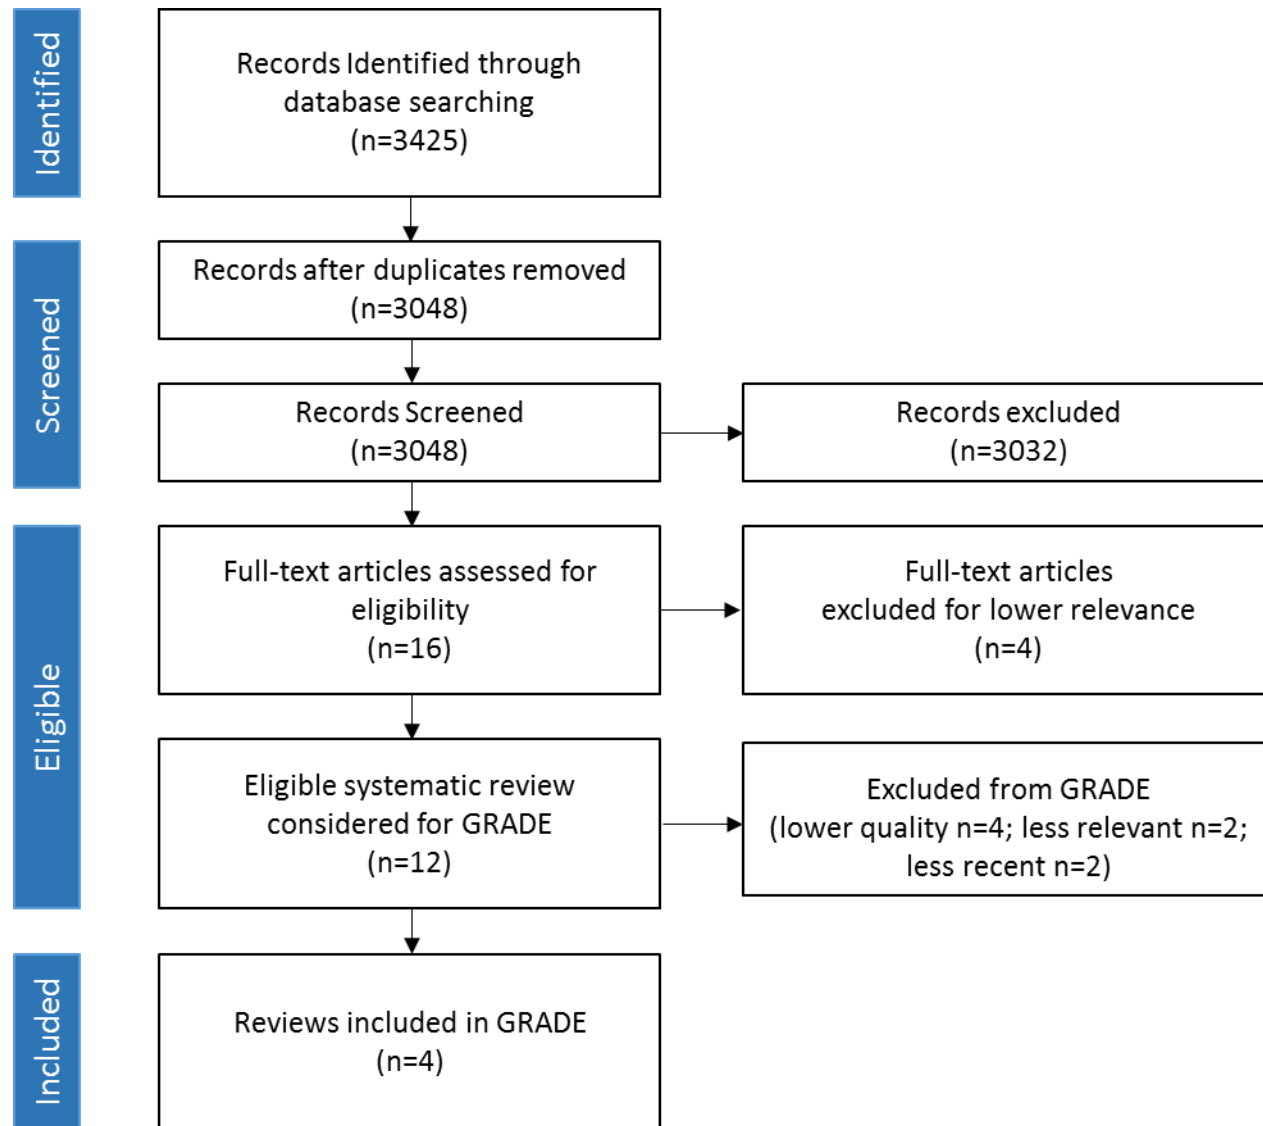 Identified
Records Identified through
database searching
(n=3425)
Screened
Records after duplicates removed
(n=3048)
Records Screened
(n=3048)
Records excluded
(n=3032)
Eligible
Full-text articles assessed for
eligibility
(n=16)
Full-text articles
excluded for lower relevance
(n=4)
Eligible systematic review
considered for GRADE
(n=12)
Excluded from GRADE
(lower quality n=4; less relevant n=2;
less recent n=2)
Included
Reviews included in GRADE
(n=4)